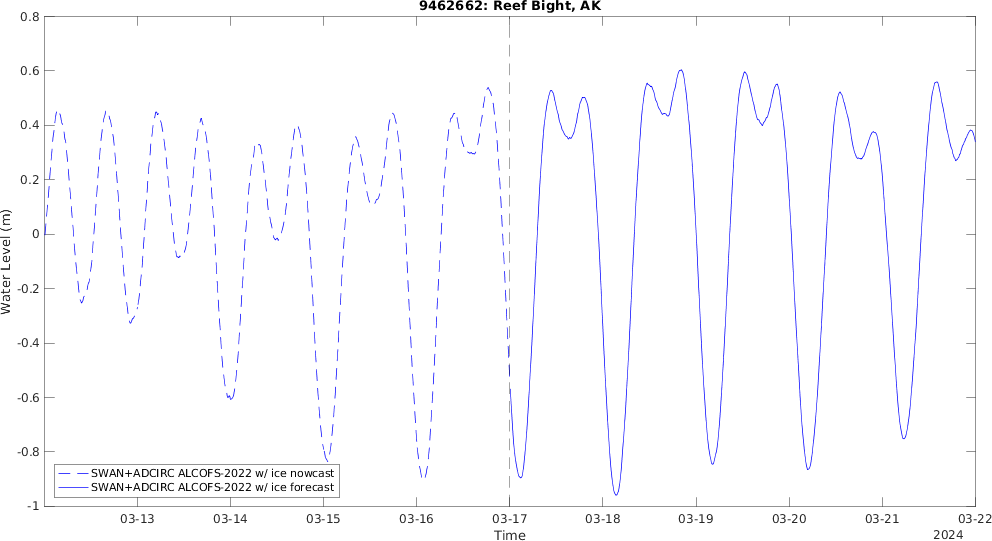 9462662: Reef Bight, AK
0.8
0.6
0.4
0.2
0
-0.2
-0.4
-0.6
-0.8
-1
Water Level (m)
SWAN+ADCIRC ALCOFS-2022 w/ ice nowcast
SWAN+ADCIRC ALCOFS-2022 w/ ice forecast
03-13 03-14 03-15 03-16 03-17 03-18 03-19 03-20 03-21 03-22
Time
2024